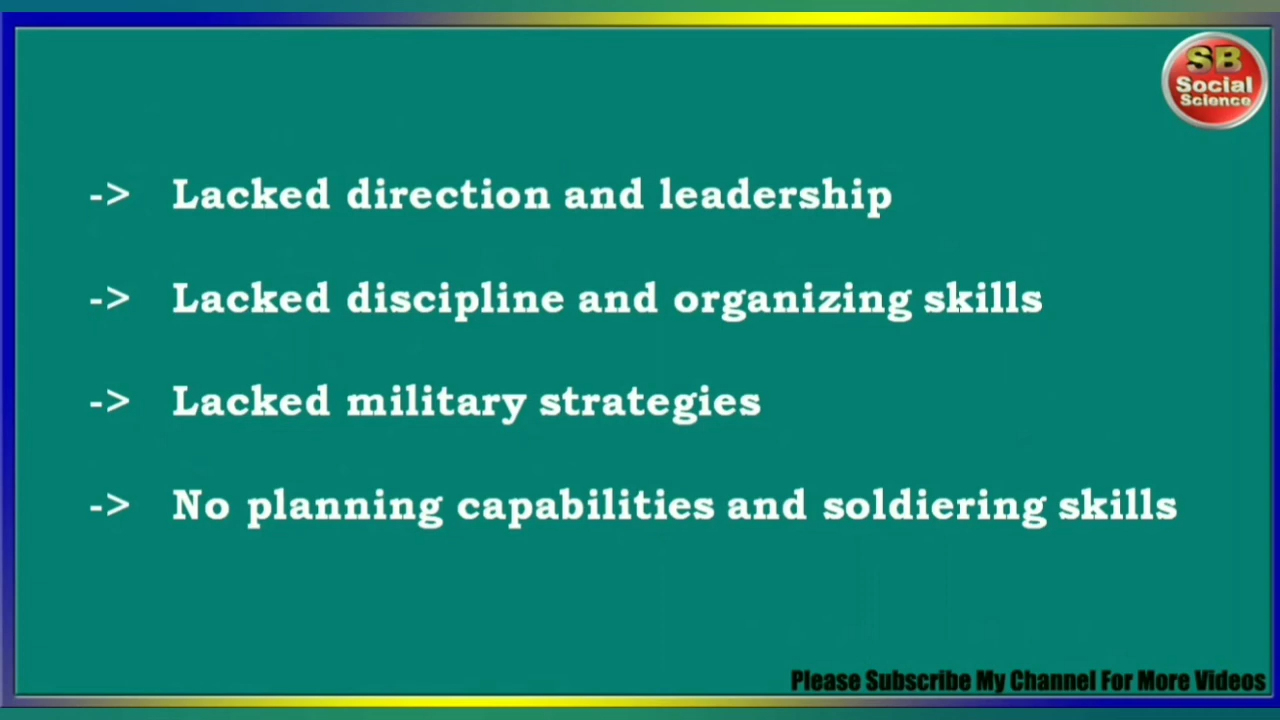 SB
Social
Science
-> Lacked direction and leadership
-> Lacked discipline and organizing skills
-> Lacked military strategies
-> No planning capabilities and soldiering skills
Please Subscribe My Channel For More Videos